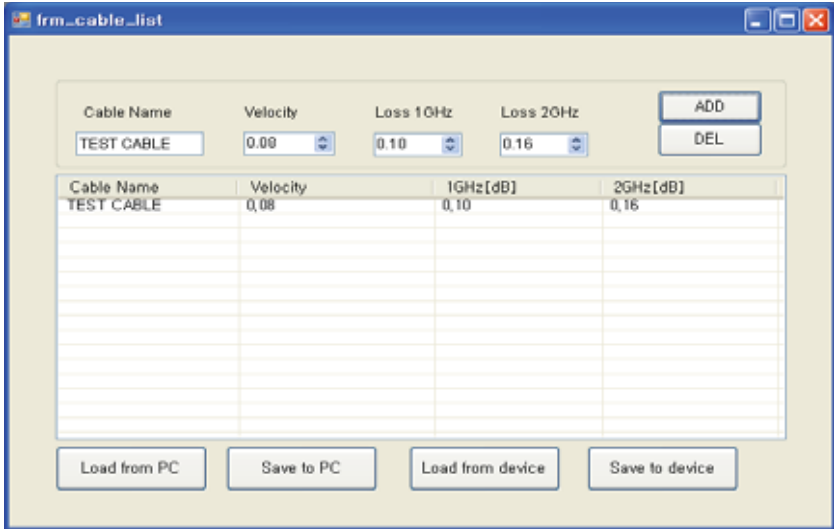 frm_cable_list
Cable Name Velocity Loss 1GHz Loss 2GHz ADD
TEST CABLE 0.08 0.10 0.16 DEL
Cable Name Velocity 1GHz[dB] 2GHz[dB]
TEST CABLE 0,08 0,10 0,16
Load from PC Save to PC Load from device Save to device